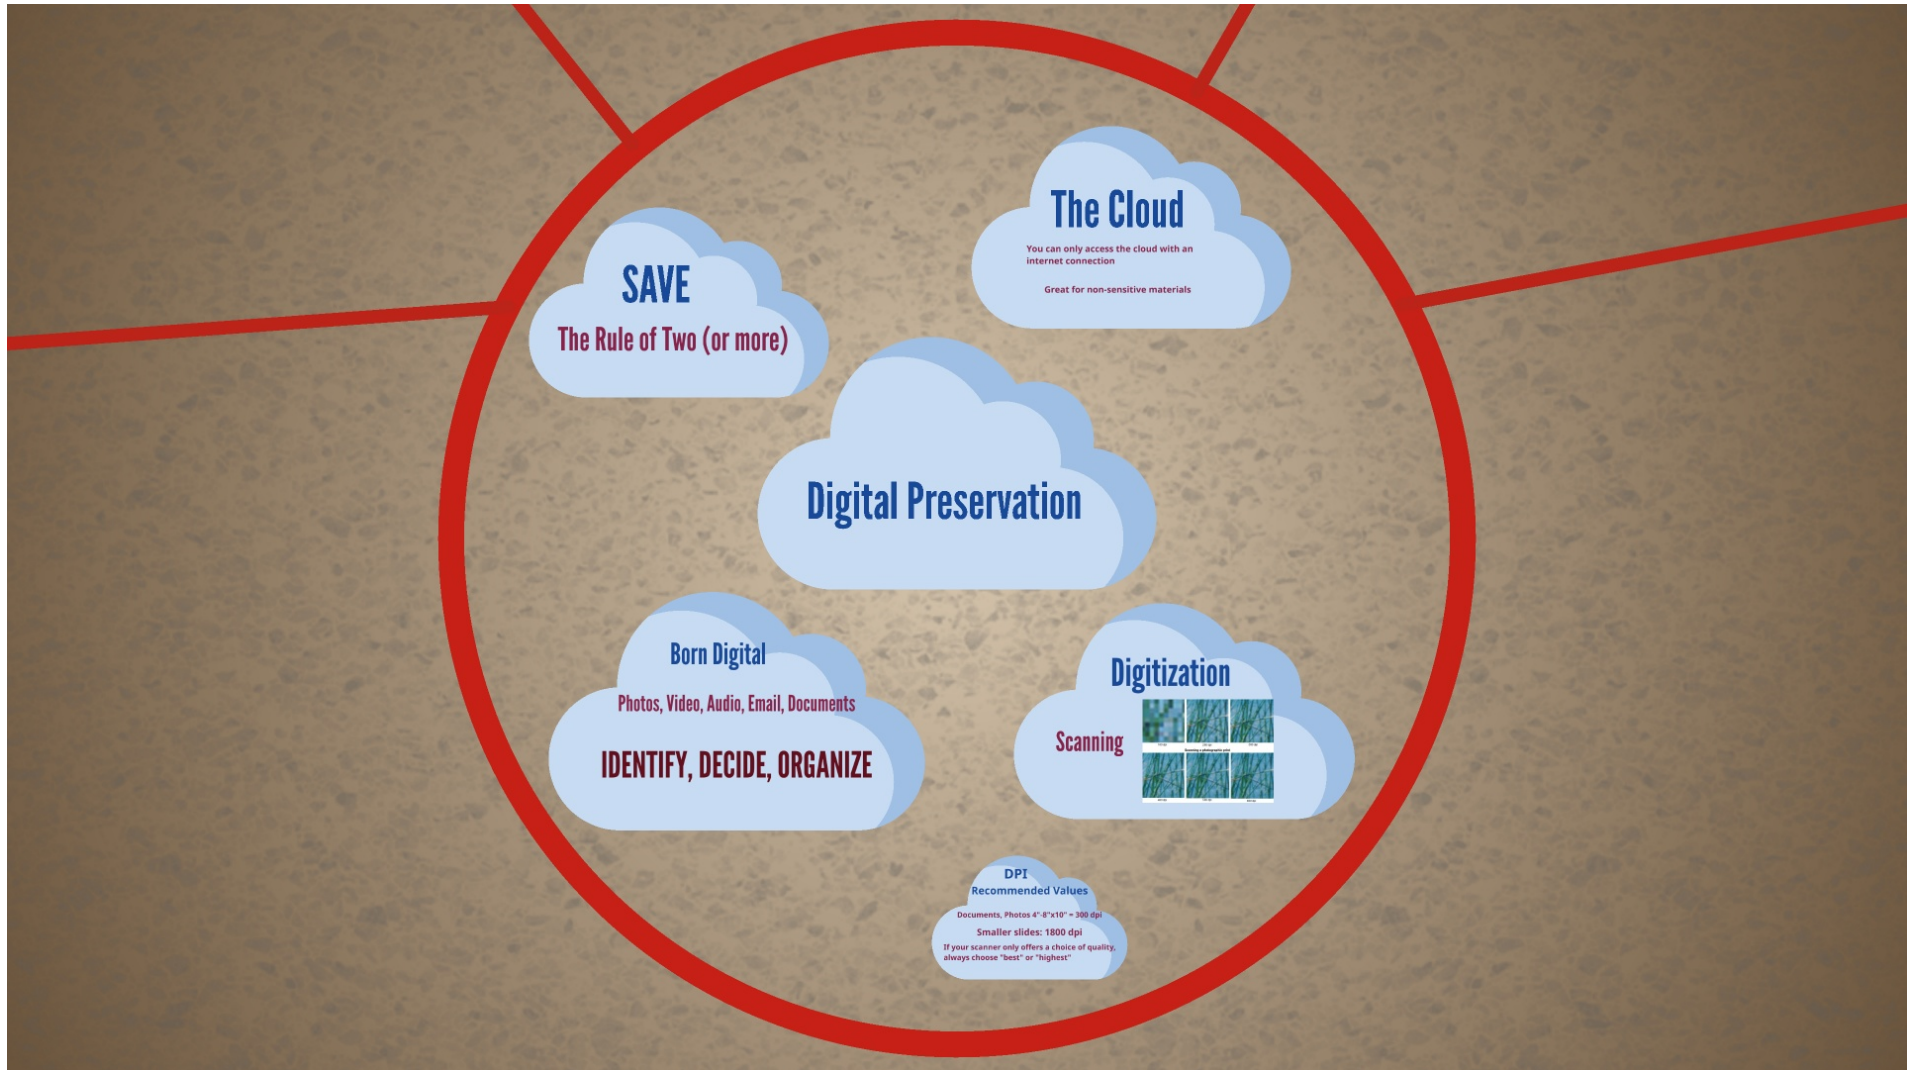 The Cloud
You can only access the cloud with an
internet connection
Great for non-sensitive materials
SAVE
The Rule of Two (or more)
Digital Preservation
Born Digital
Photos, Video, Audio, Email, Documents
IDENTIFY, DECIDE, ORGANIZE
Digitization
Scanning
Scanning a photographic print
DPI
Recommended Values
Documents, Photos 4"-8"x10" = 300 dpi
Smaller slides: 1800 dpi
If your scanner only offers a choice of quality,
always choose "best" or "highest"